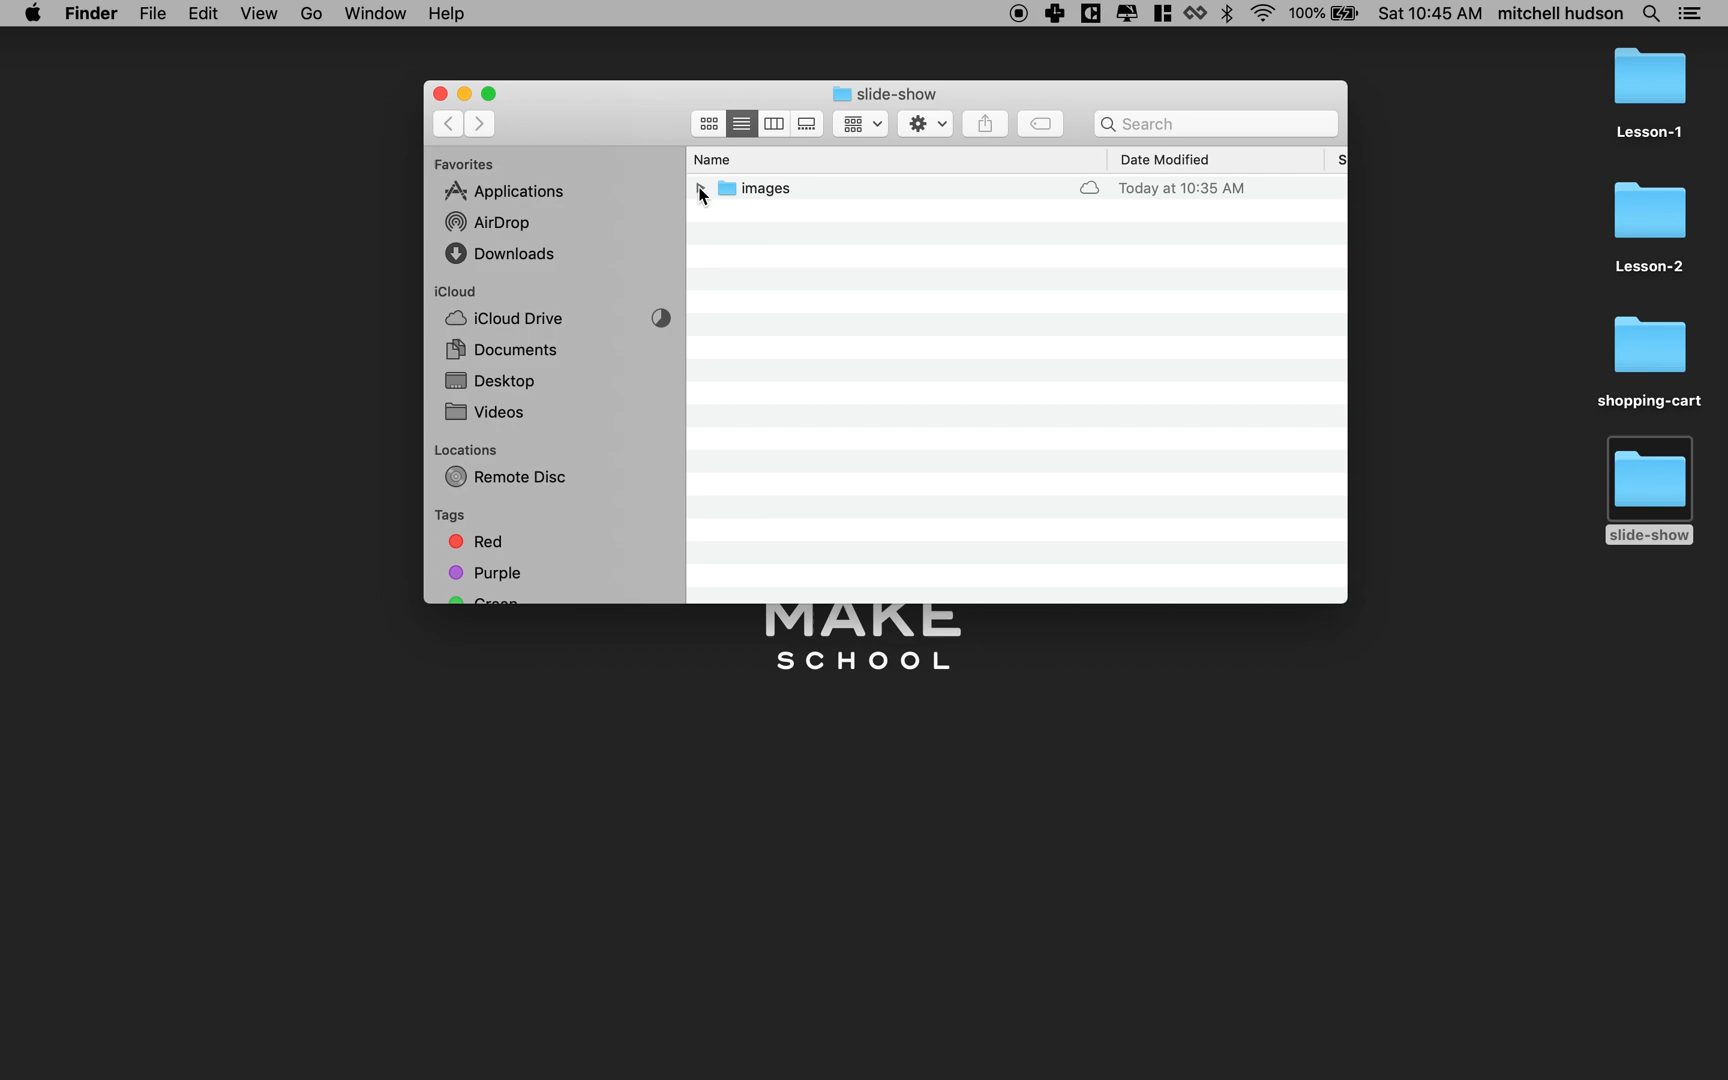 Finder File Edit View Go Window Help 100% Sat 10:45 AM mitchell hudson
slide-show
Search
Favorites
Applications
AirDrop
Downloads
iCloud
iCloud Drive
Documents
Desktop
Videos
Locations
Remote Disc
Tags
Red
Purple
Green
Name Date Modified S
images Today at 10:35 AM
Lesson-1
Lesson-2
shopping-cart
slide-show
MAKE
SCHOOL